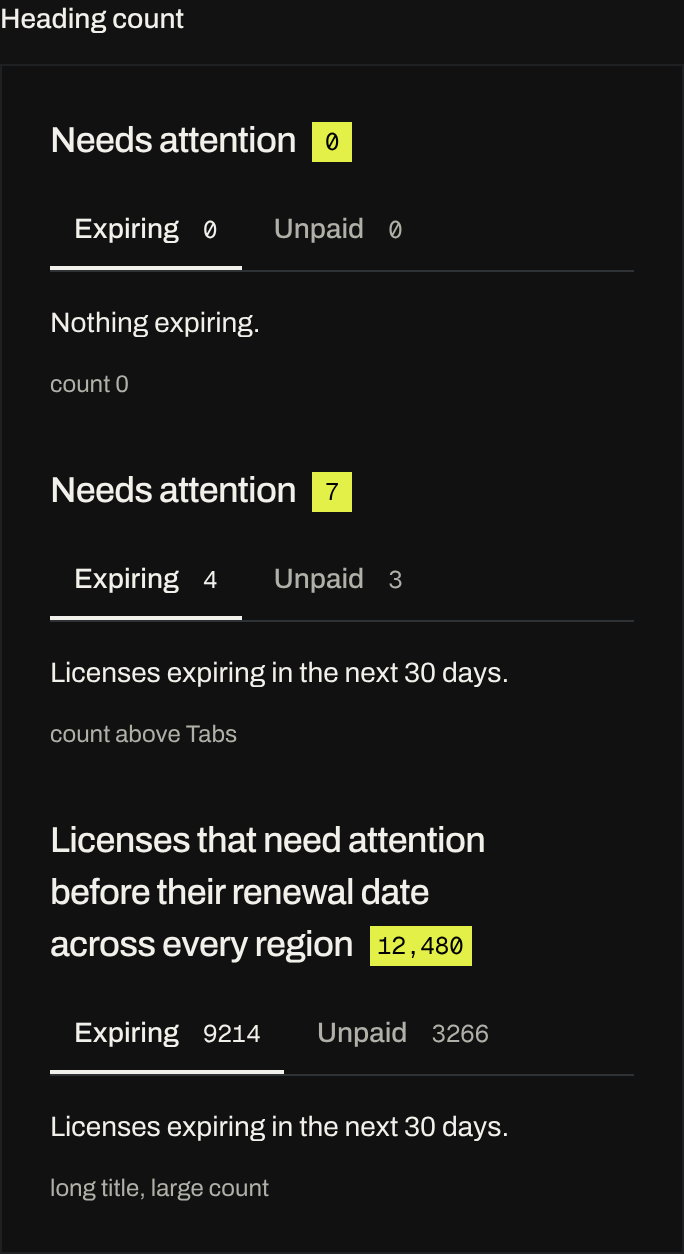 Heading count
Needs attention 0
Expiring 0 Unpaid 0
Nothing expiring.
count 0
Needs attention 7
Expiring 4 Unpaid 3
Licenses expiring in the next 30 days.
count above Tabs
Licenses that need attention
before their renewal date
across every region 12,480
Expiring 9214 Unpaid 3266
Licenses expiring in the next 30 days.
long title, large count